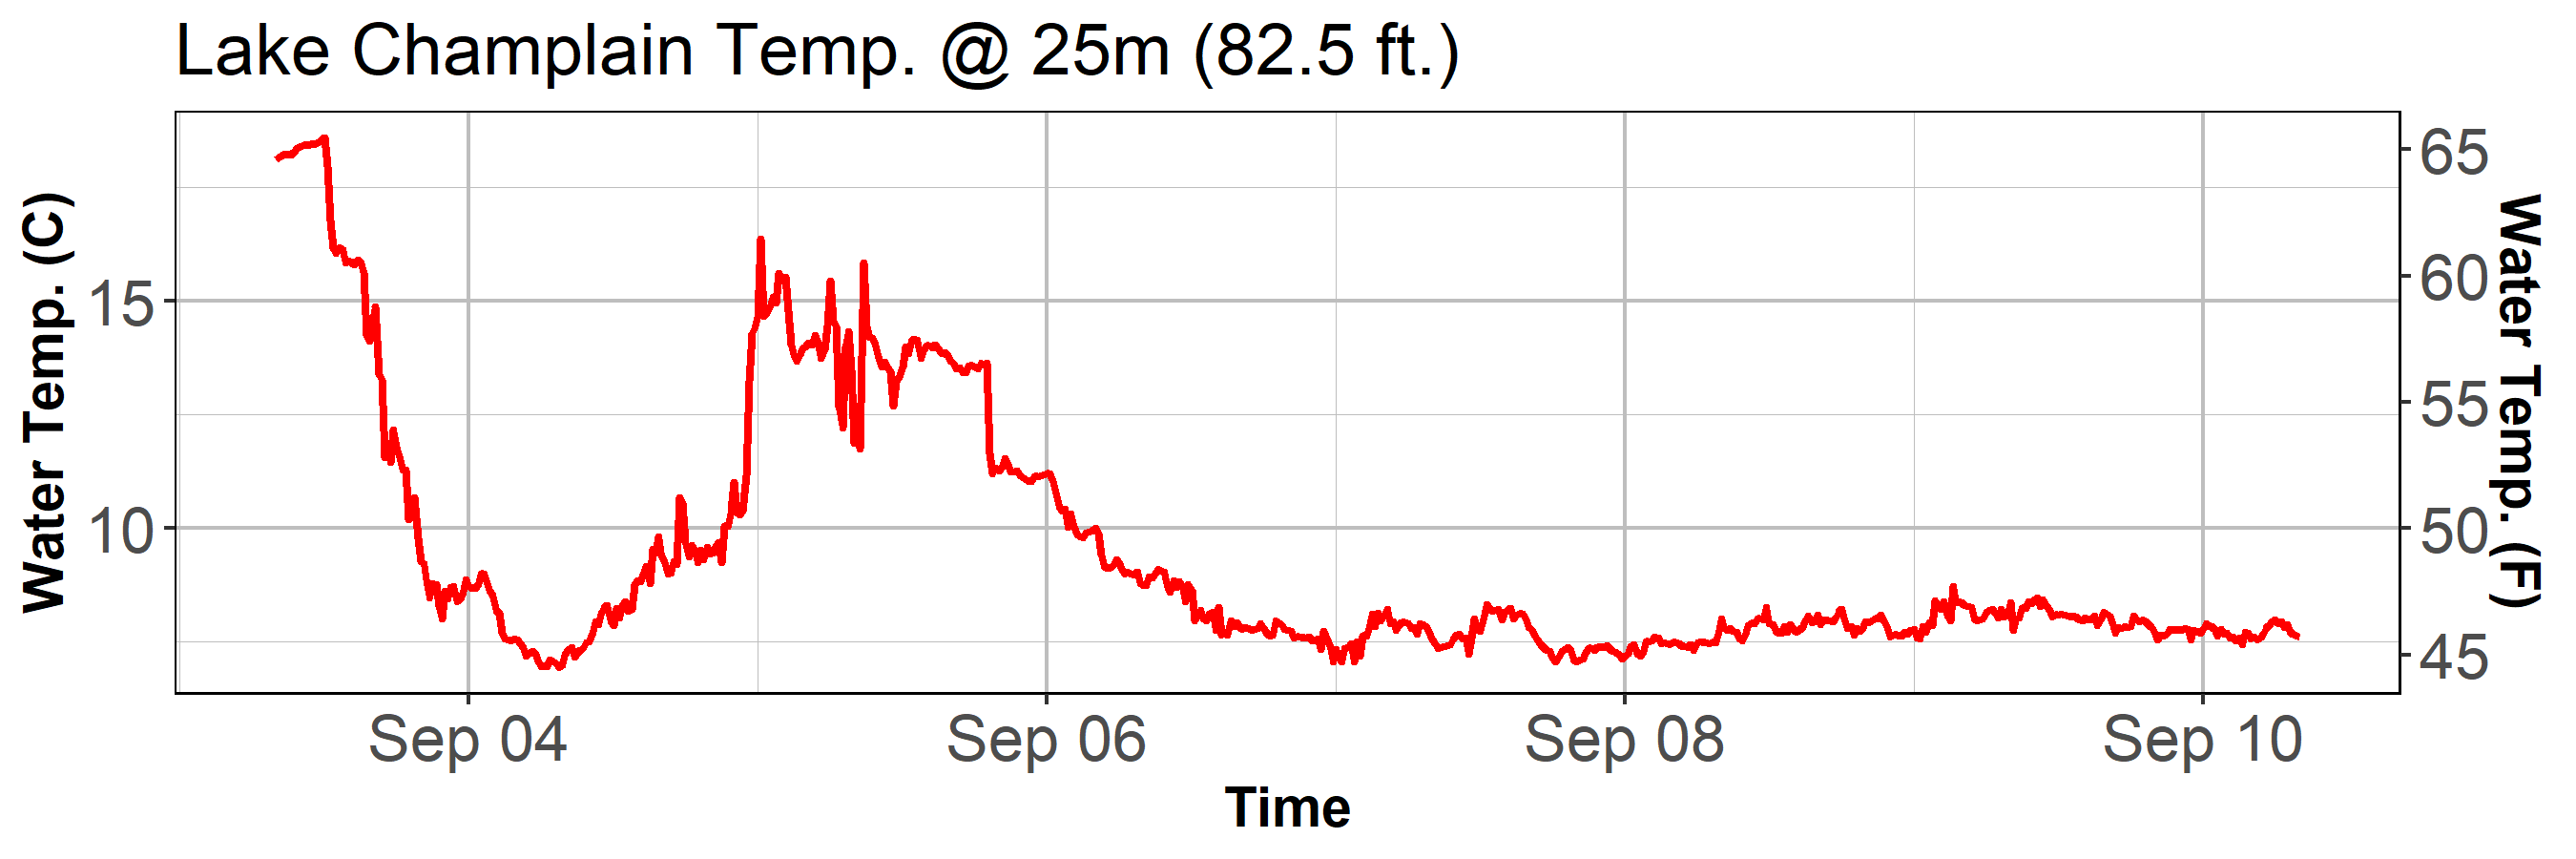 Lake Champlain Temp. @ 25m (82.5 ft.)
Water Temp. (C)
15
10
65
60
55
50
45
Water Temp. (F)
Sep 04
Sep 06
Sep 08
Sep 10
Time